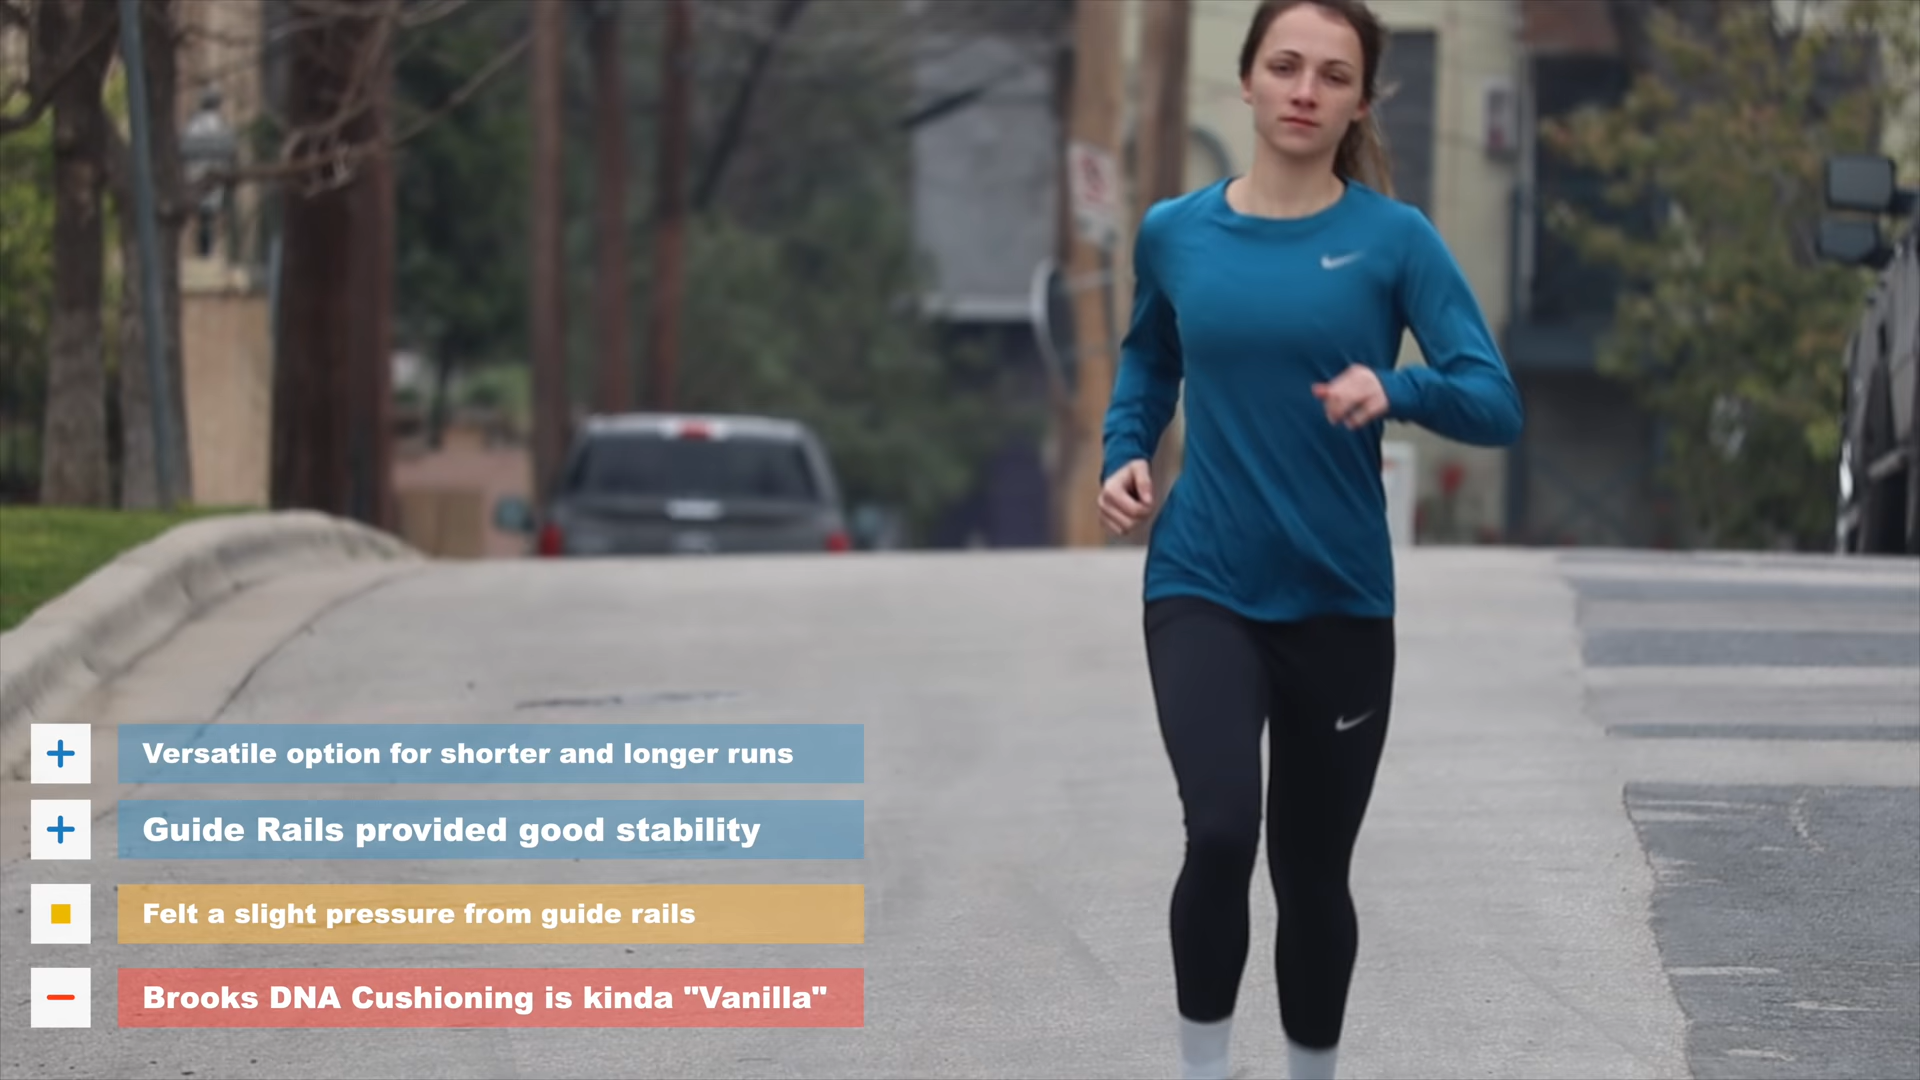 Versatile option for shorter and longer runs
Guide Rails provided good stability
Felt a slight pressure from guide rails
Brooks DNA Cushioning is kinda "Vanilla"